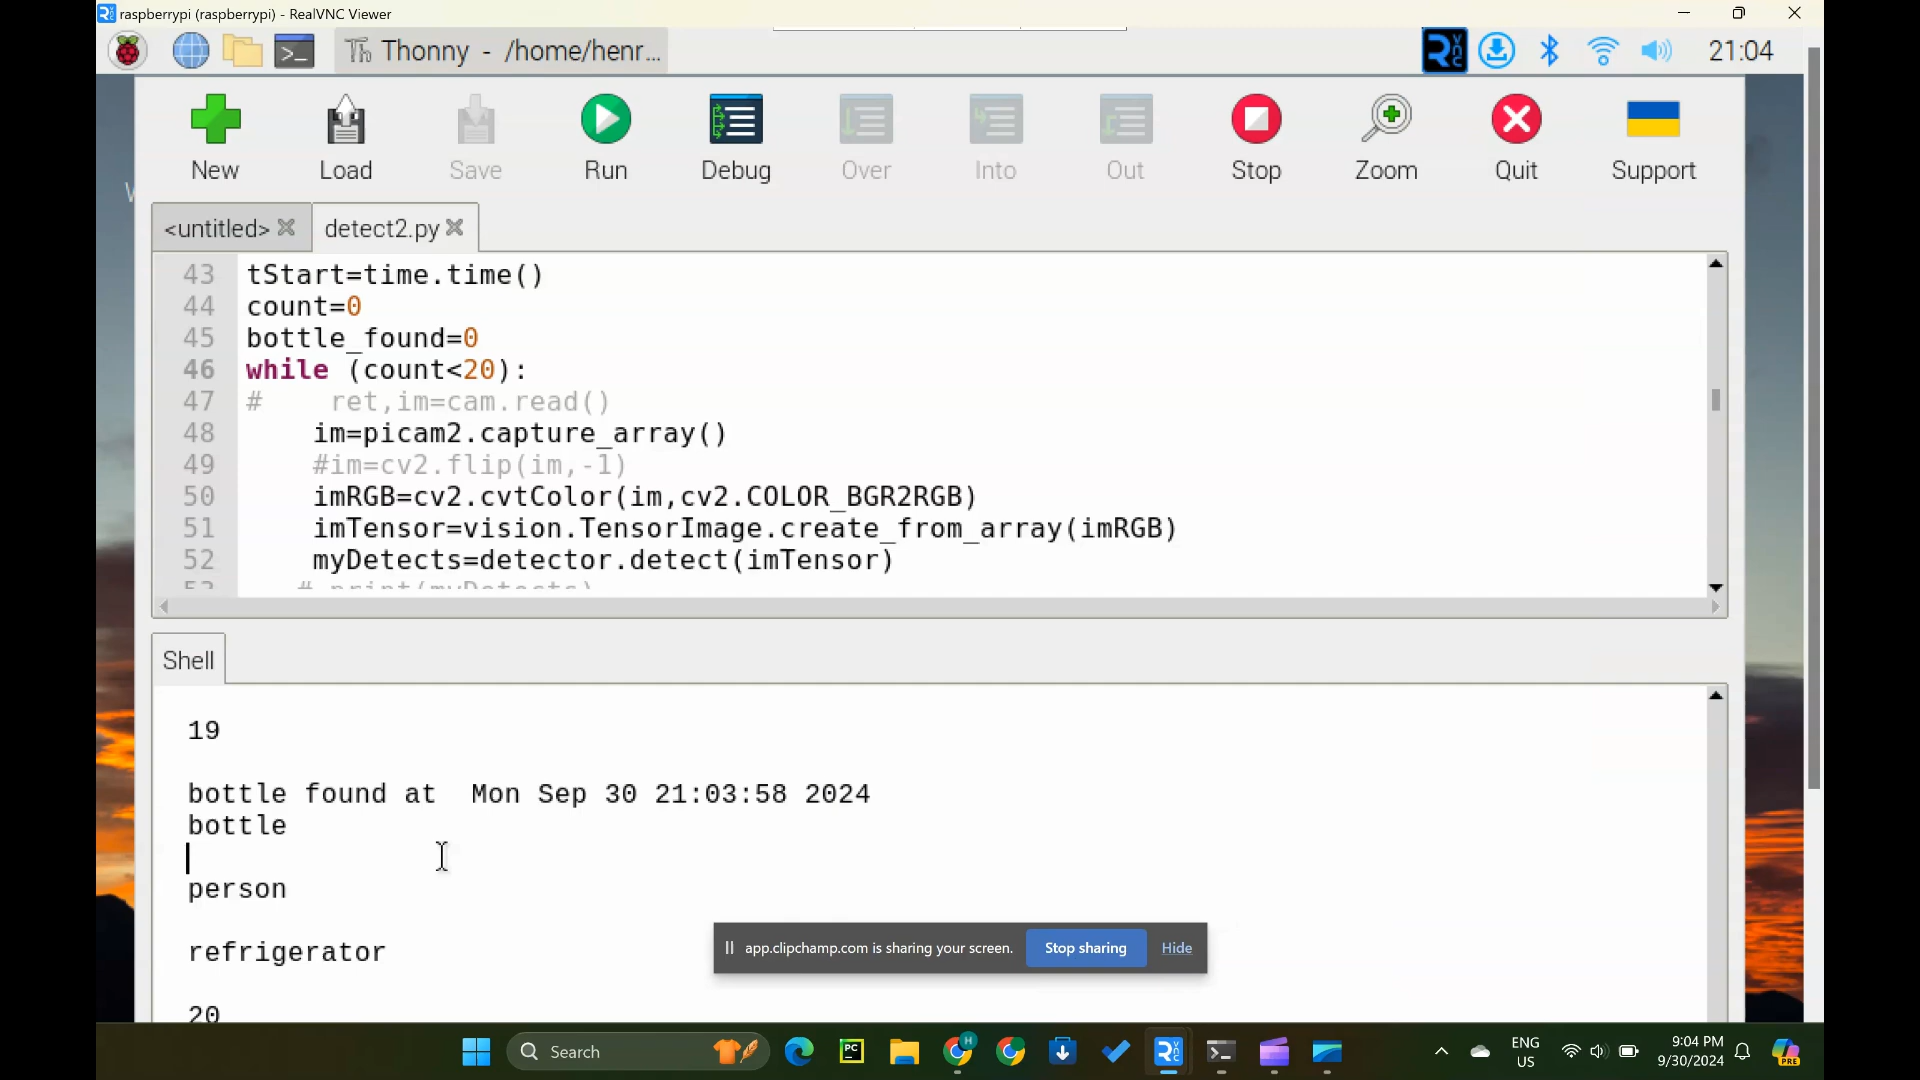 raspberrypi (raspberrypi) - RealVNC Viewer
Thonny - /home/henr...
21:04
New
Load
Save
Run
Debug
Over
Into
Out
Stop
Zoom
Quit
Support
<untitled>
detect2.py
43 tStart=time.time()
44 count=0
45 bottle_found=0
46 while (count<20):
47 #    ret,im=cam.read()
48     im=picam2.capture_array()
49     #im=cv2.flip(im,-1)
50     imRGB=cv2.cvtColor(im,cv2.COLOR_BGR2RGB)
51     imTensor=vision.TensorImage.create_from_array(imRGB)
52     myDetects=detector.detect(imTensor)
53    # print(myDetects)
Shell
19
bottle found at  Mon Sep 30 21:03:58 2024
bottle
person
refrigerator
20
app.clipchamp.com is sharing your screen.
Stop sharing
Hide
Search
ENG
US
9:04 PM
9/30/2024